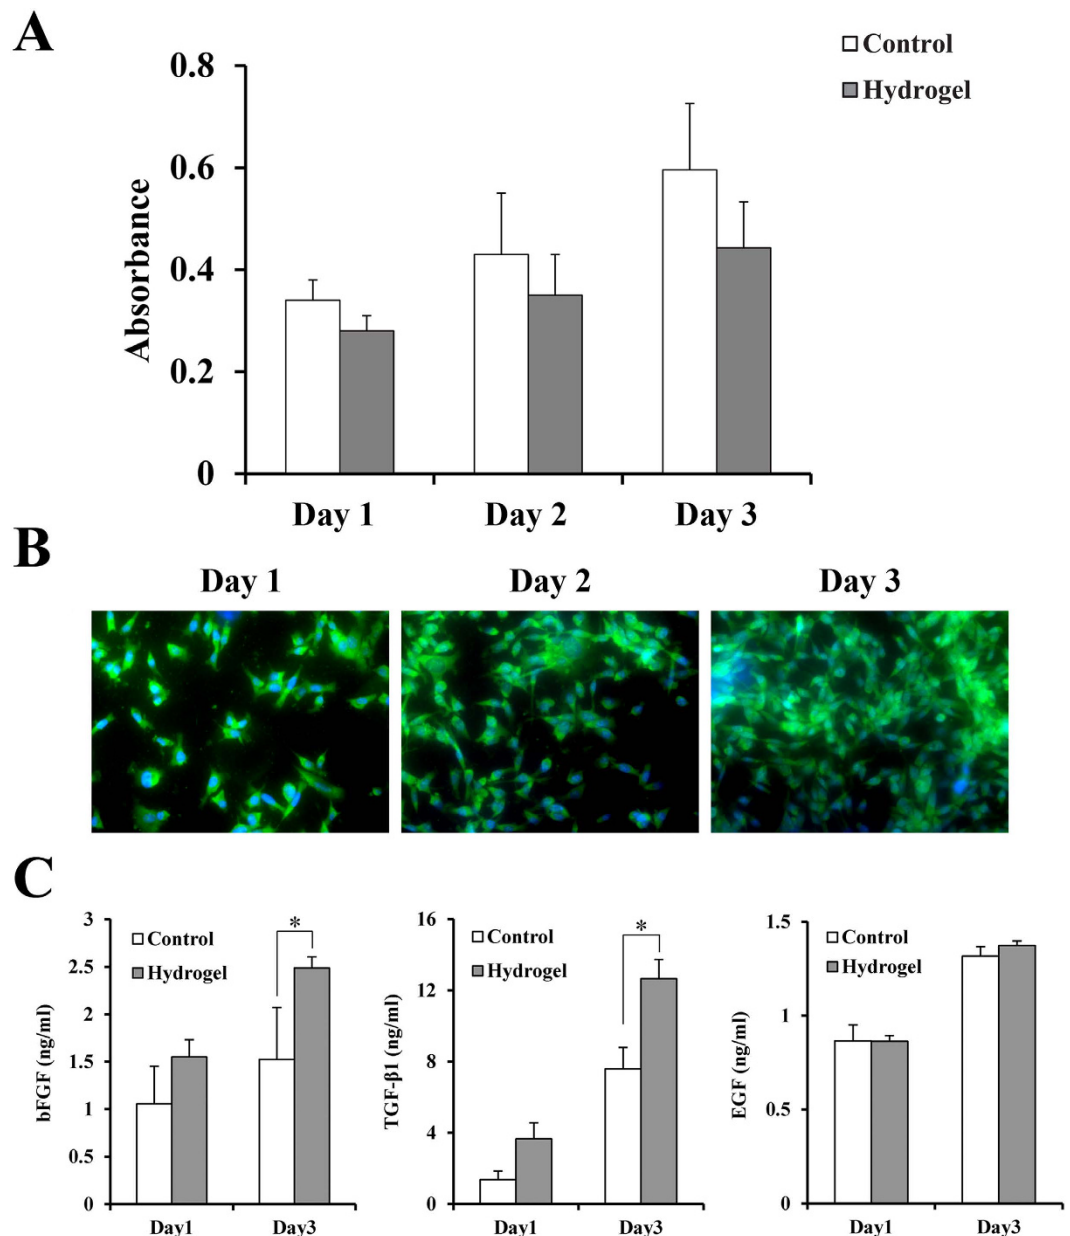 A
Control
Hydrogel
0.8
0.6
0.4
0.2
0
Absorbance
Day 1
Day 2
Day 3
B
Day 1
Day 2
Day 3
C
3
2.5
2
1.5
1
0.5
0
bFGF (ng/ml)
Control
Hydrogel
*
Day1
Day3
16
12
8
4
0
TGF-β1 (ng/ml)
Control
Hydrogel
*
Day1
Day3
1.5
1
0.5
0
EGF (ng/ml)
Control
Hydrogel
Day1
Day3